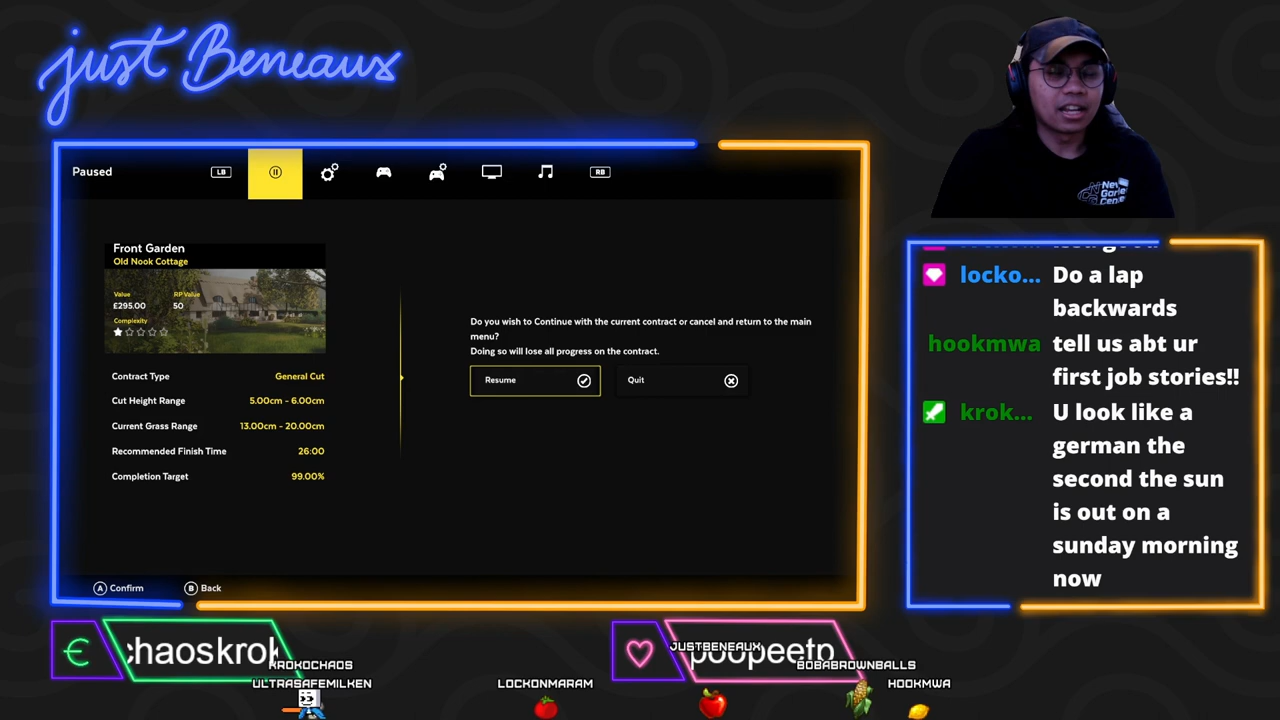 just Beneaux
Paused
LB
RB
Front Garden
Old Nook Cottage
Value
RP Value
£295.00
50
Complexity
Contract Type
General Cut
Cut Height Range
5.00cm - 6.00cm
Current Grass Range
13.00cm - 20.00cm
Recommended Finish Time
26:00
Completion Target
99.00%
Do you wish to Continue with the current contract or cancel and return to the main
menu?
Doing so will lose all progress on the contract.
Resume
Quit
A Confirm
B Back
locko... Do a lap
backwards
hookmwa tell us abt ur
first job stories!!
krok... U look like a
german the
second the sun
is out on a
sunday morning
now
€
chaoskrok
KROKOCHAOS
ULTRASAFEMILKEN
LOCKONMARAM
JUSTBENEAUX
poopeetp
BOBABROWNBALLS
HOOKMWA